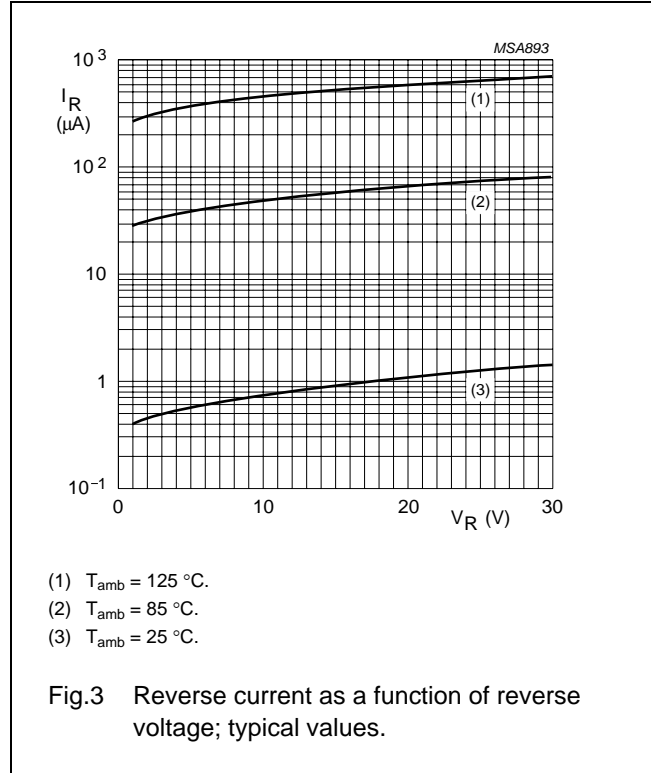 MSA893
10³
I_R
(μA)
(1)
10²
(2)
10
1
(3)
10⁻¹
0
10
20
V_R (V)
30
(1) T_amb = 125 °C.
(2) T_amb = 85 °C.
(3) T_amb = 25 °C.
Fig.3 Reverse current as a function of reverse
voltage; typical values.